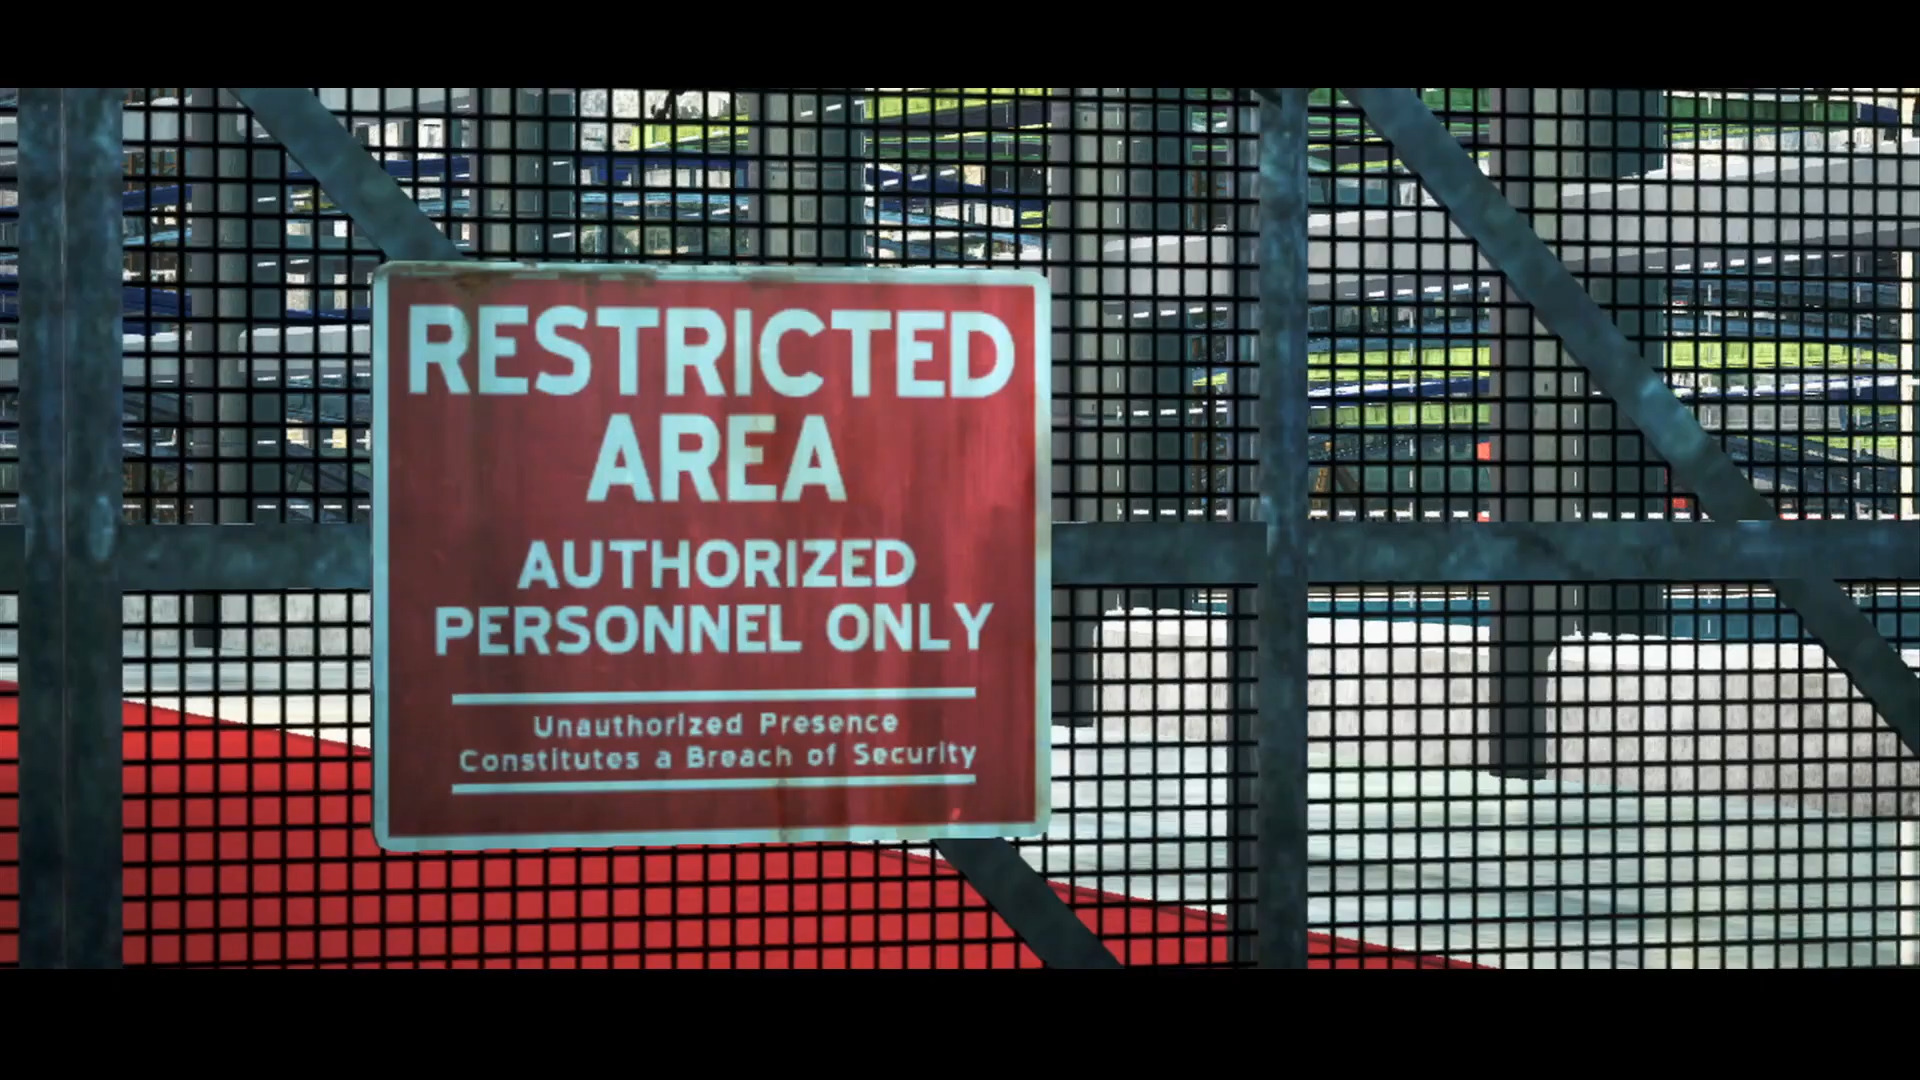 RESTRICTED
AREA
AUTHORIZED
PERSONNEL ONLY
Unauthorized Presence
Constitutes a Breach of Security